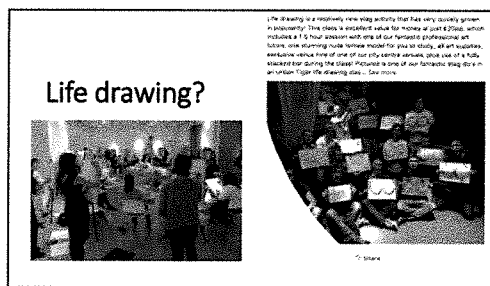 Life drawing?
Life drawing is a relatively new stag activity that has very quickly grown
in popularity! This class is excellent value for money at just £20pp, which
includes a 1.5 hour session with one of our fantastic professional art
tutors, one stunning nude female model for you to study, all art supplies,
exclusive venue hire of one of our city centre venues, plus use of a fully
stocked bar during the class! Pictured is one of our fantastic stag do's in
an urban Tiger life drawing class... See more
Share